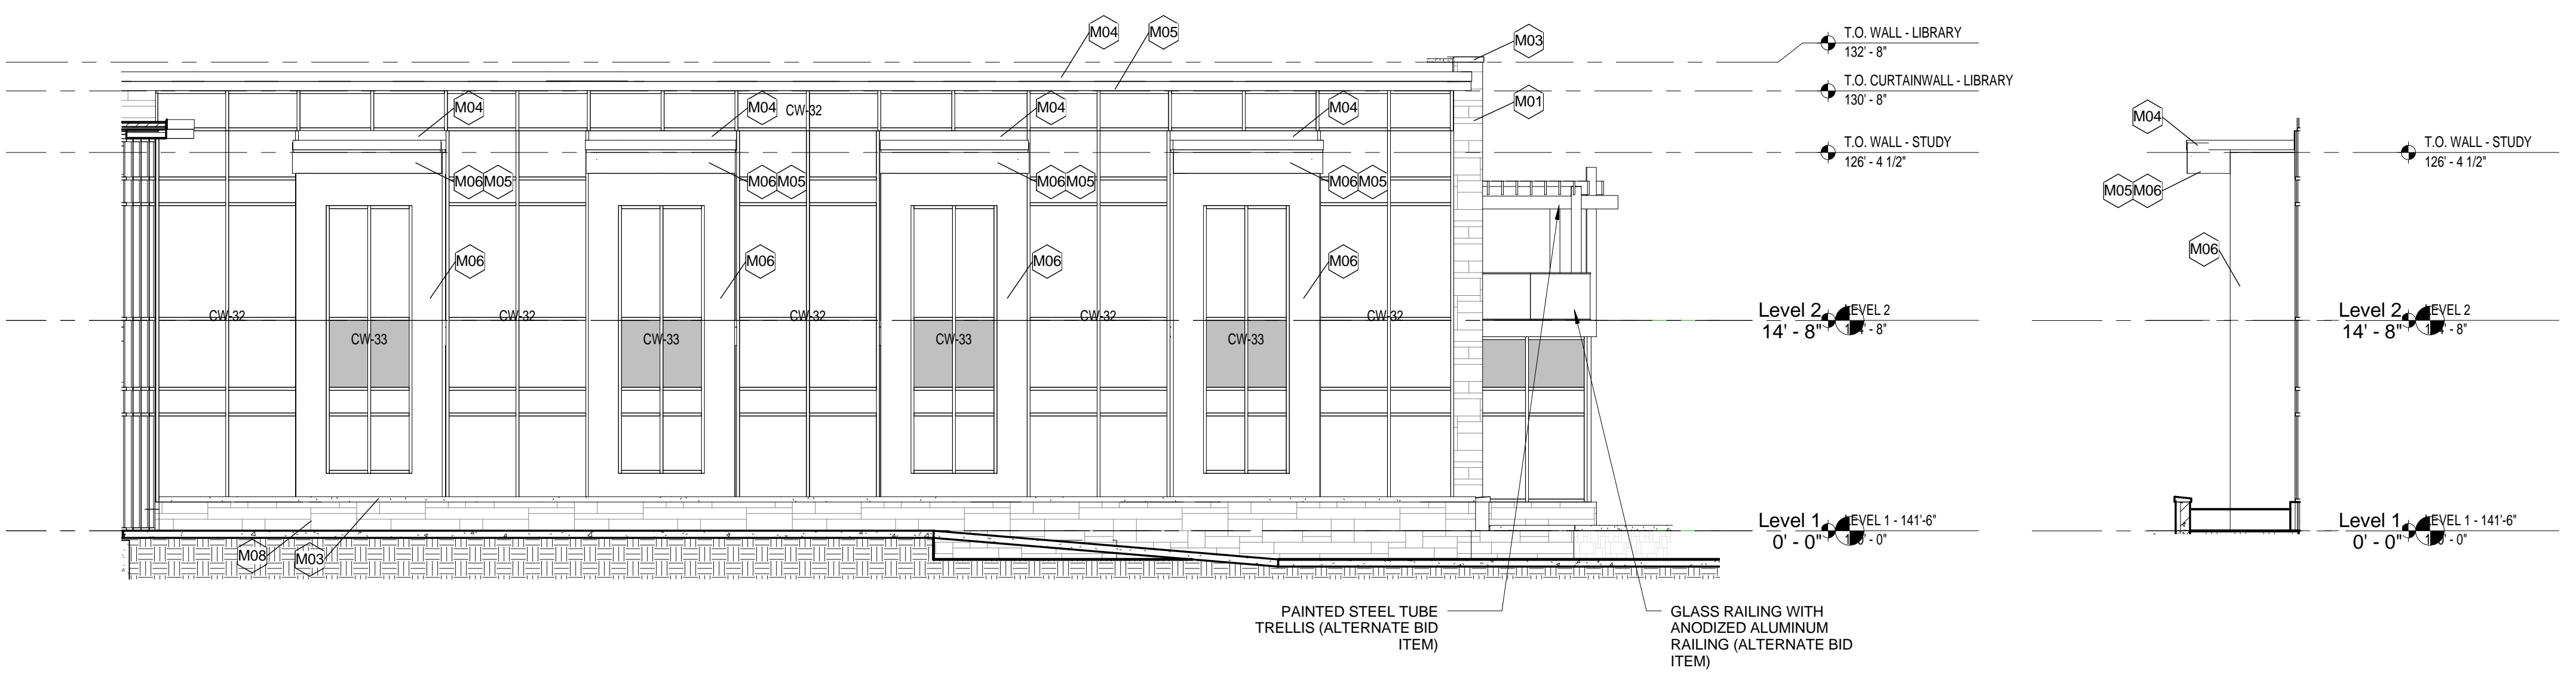 M04
M05
M03
T.O. WALL - LIBRARY
132' - 8"
T.O. CURTAINWALL - LIBRARY
130' - 8"
M01
M04
M04
CW-32
M04
M04
M04
T.O. WALL - STUDY
126' - 4 1/2"
T.O. WALL - STUDY
126' - 4 1/2"
M06 M05
M06 M05
M06 M05
M06 M05
M05 M06
M06
M06
M06
M06
M06
CW-32
CW-32
CW-32
CW-32
CW-32
Level 2
14' - 8"
LEVEL 2
- 8"
Level 2
14' - 8"
LEVEL 2
- 8"
CW-33
CW-33
CW-33
CW-33
Level 1
0' - 0"
LEVEL 1 - 141'-6"
- 0"
Level 1
0' - 0"
LEVEL 1 - 141'-6"
- 0"
M08
M03
PAINTED STEEL TUBE
TRELLIS (ALTERNATE BID
ITEM)
GLASS RAILING WITH
ANODIZED ALUMINUM
RAILING (ALTERNATE BID
ITEM)